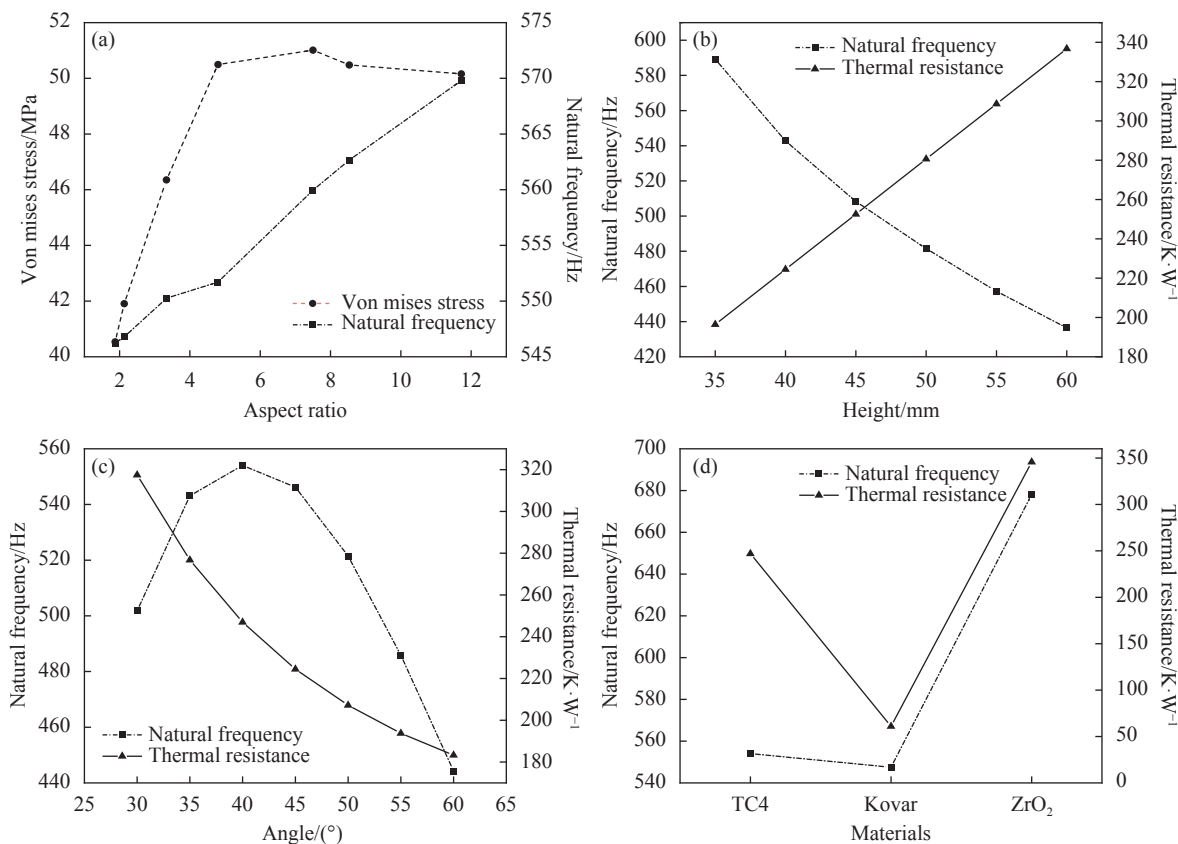 (a)
52
50
48
46
44
42
40
Von mises stress/MPa
575
570
565
560
555
550
545
Natural frequency/Hz
Von mises stress
Natural frequency
2 4 6 8 10 12
Aspect ratio
(b)
600
580
560
540
520
500
480
460
440
420
Natural frequency/Hz
Natural frequency
Thermal resistance
340
320
300
280
260
240
220
200
180
Thermal resistance/K·W⁻¹
35 40 45 50 55 60
Height/mm
(c)
560
540
520
500
480
460
440
Natural frequency/Hz
Natural frequency
Thermal resistance
320
300
280
260
240
220
200
180
Thermal resistance/K·W⁻¹
25 30 35 40 45 50 55 60 65
Angle/(°)
(d)
700
680
660
640
620
600
580
560
540
Natural frequency/Hz
Natural frequency
Thermal resistance
350
300
250
200
150
100
50
0
Thermal resistance/K·W⁻¹
TC4 Kovar ZrO₂
Materials